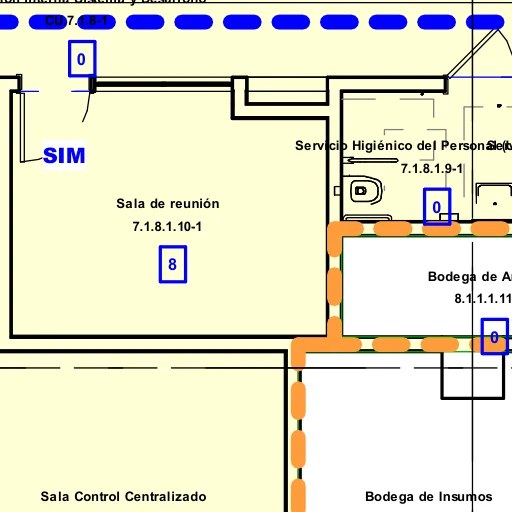 CU 7.1.8-1
0
SIM
Servicio Higiénico del Personal
7.1.8.1.9-1
0
Sala de reunión
7.1.8.1.10-1
8
Bodega de
8.1.1.1.11
0
Sala Control Centralizado
Bodega de Insumos